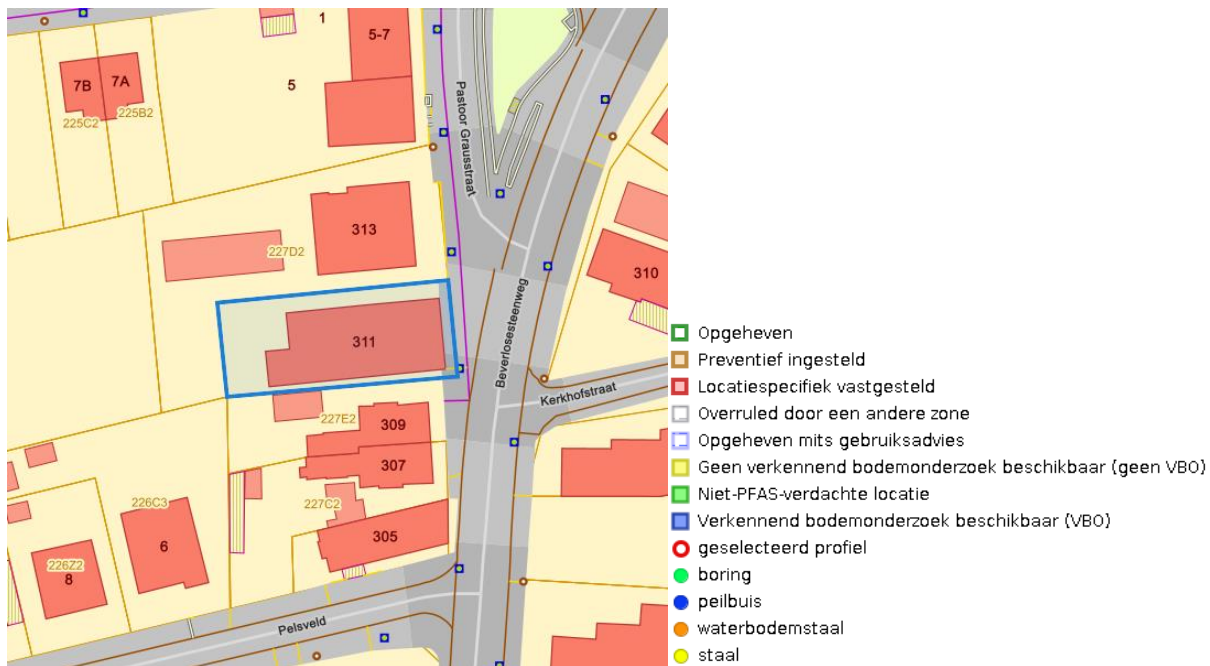 1
5-7
7B
7A
5
225C2
225B2
Pastoor Grausstraat
313
227D2
310
311
Beverlosesteenweg
Kerkhofstraat
227E2
309
307
226C3
227C2
6
305
226Z2
8
Pelsveld
Opgeheven
Preventief ingesteld
Locatiespecifiek vastgesteld
Overruled door een andere zone
Opgeheven mits gebruiksadvies
Geen verkennend bodemonderzoek beschikbaar (geen VBO)
Niet-PFAS-verdachte locatie
Verkennend bodemonderzoek beschikbaar (VBO)
geselecteerd profiel
boring
peilbuis
waterbodemstaal
staal